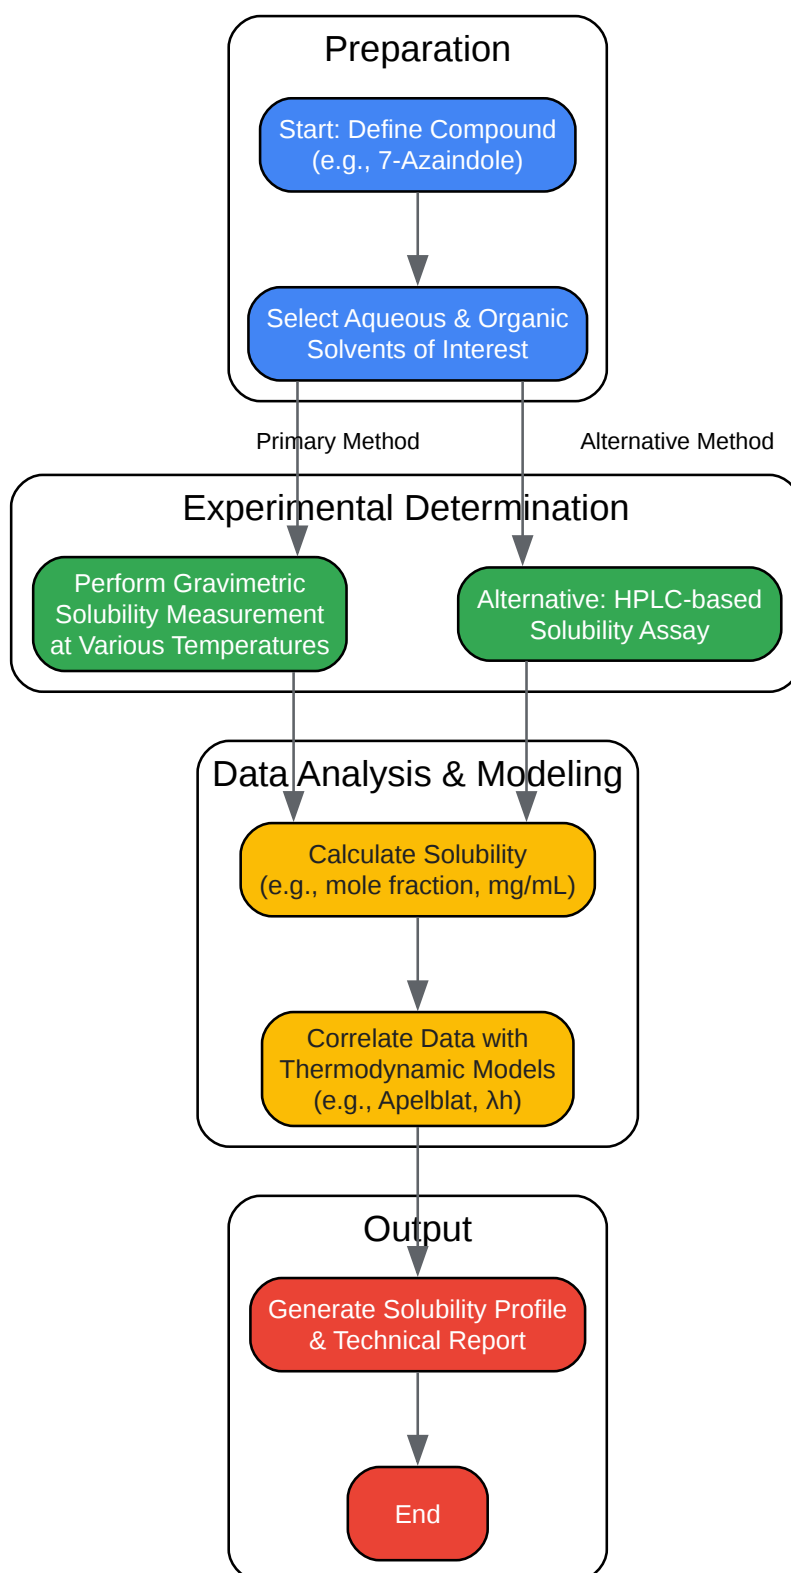 Preparation
Start: Define Compound
(e.g., 7-Azaindole)
Select Aqueous & Organic
Solvents of Interest
Primary Method
Alternative Method
Experimental Determination
Perform Gravimetric
Solubility Measurement
at Various Temperatures
Alternative: HPLC-based
Solubility Assay
Data Analysis & Modeling
Calculate Solubility
(e.g., mole fraction, mg/mL)
Correlate Data with
Thermodynamic Models
(e.g., Apelblat, λh)
Output
Generate Solubility Profile
& Technical Report
End